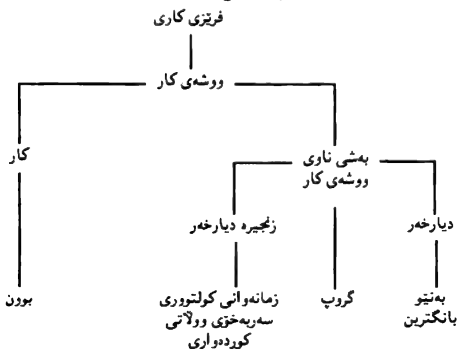 فرێزی کاری
ووشەی کار
کار
بەشی ناوی
ووشەی کار
زنجیرە دیارخەر
دیارخەر
بوون
زمانەوانی کولتووری
سەربەخۆی وولاتی
کوردەواری
گروپ
بەنێو
بانگترین